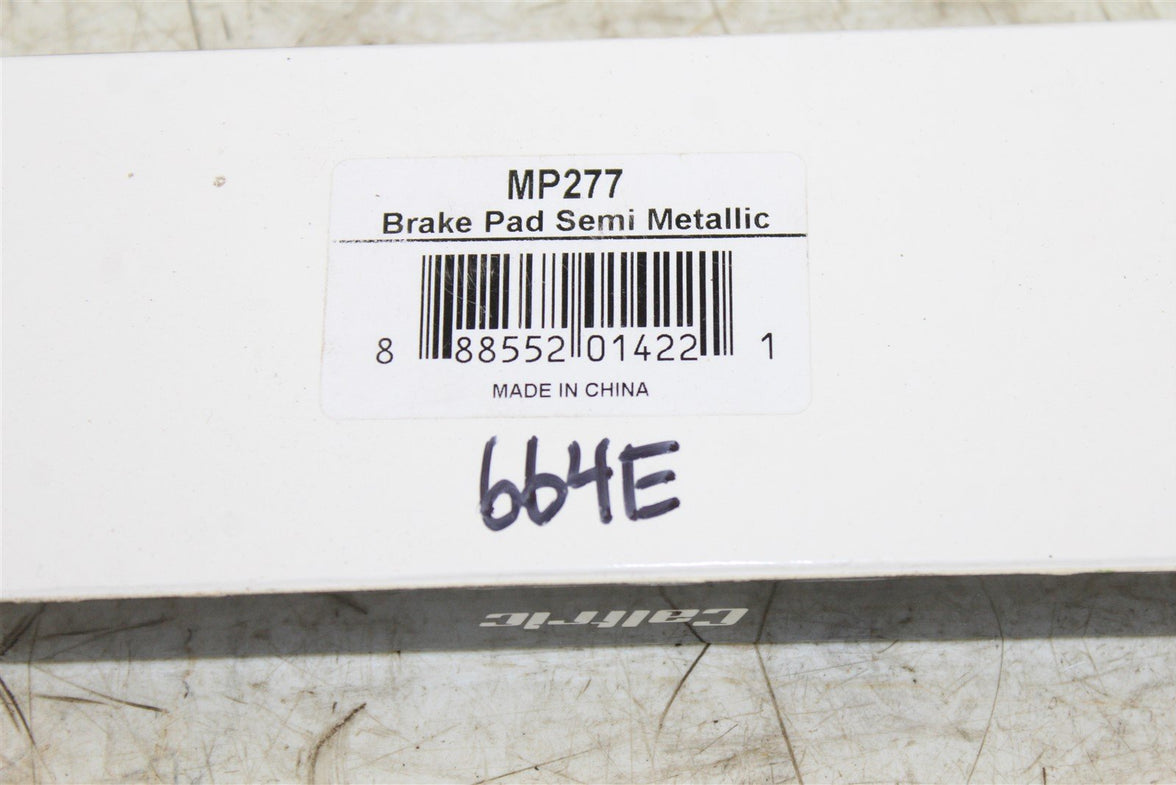 MP277
Brake Pad Semi Metallic
8 88552 01422 1
MADE IN CHINA
664E
Caltric